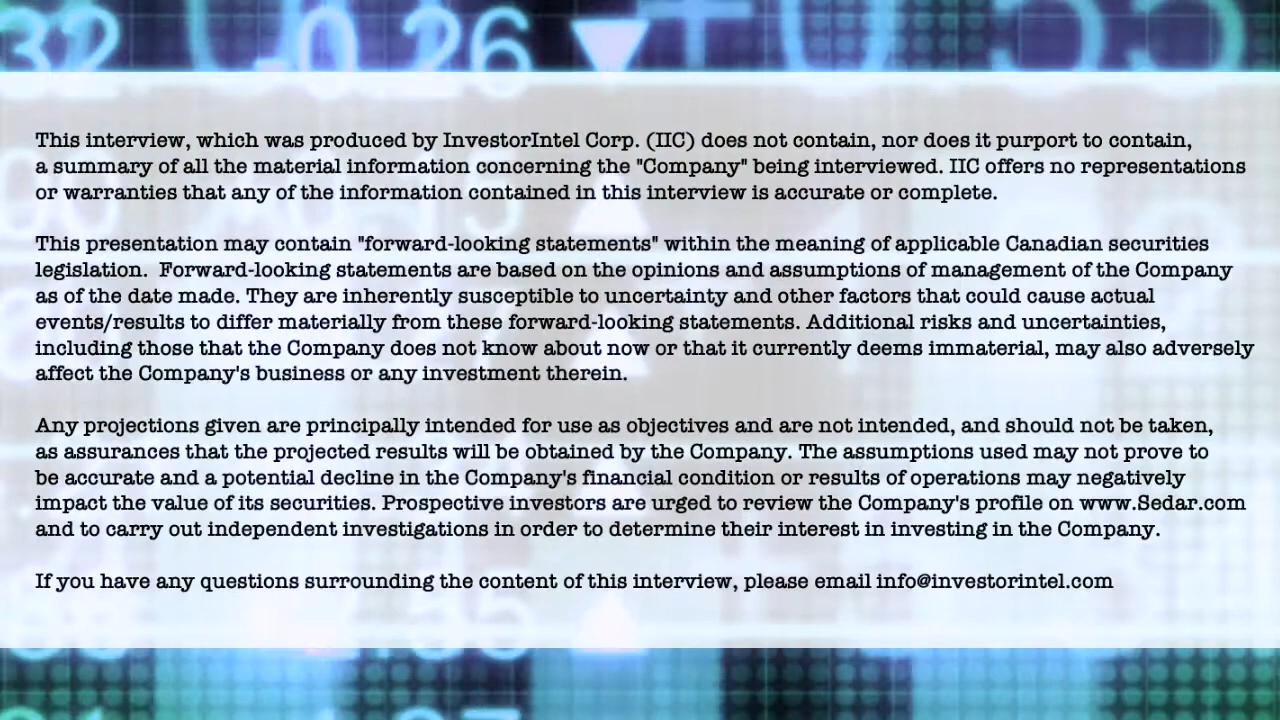 32 -0.26 ▼ +0.55
This interview, which was produced by InvestorIntel Corp. (IIC) does not contain, nor does it purport to contain,
a summary of all the material information concerning the "Company" being interviewed. IIC offers no representations
or warranties that any of the information contained in this interview is accurate or complete.
This presentation may contain "forward-looking statements" within the meaning of applicable Canadian securities
legislation.  Forward-looking statements are based on the opinions and assumptions of management of the Company
as of the date made. They are inherently susceptible to uncertainty and other factors that could cause actual
events/results to differ materially from these forward-looking statements. Additional risks and uncertainties,
including those that the Company does not know about now or that it currently deems immaterial, may also adversely
affect the Company's business or any investment therein.
Any projections given are principally intended for use as objectives and are not intended, and should not be taken,
as assurances that the projected results will be obtained by the Company. The assumptions used may not prove to
be accurate and a potential decline in the Company's financial condition or results of operations may negatively
impact the value of its securities. Prospective investors are urged to review the Company's profile on www.Sedar.com
and to carry out independent investigations in order to determine their interest in investing in the Company.
If you have any questions surrounding the content of this interview, please email info@investorintel.com